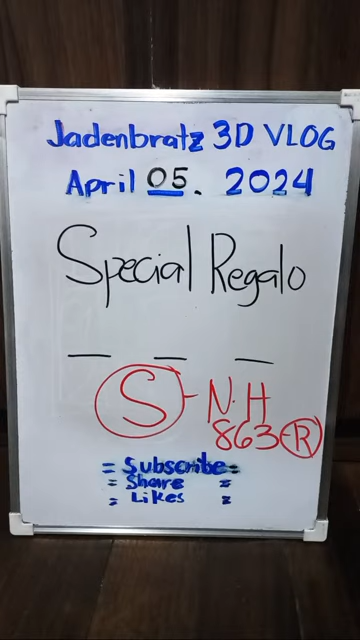 Jadenbratz 3D VLOG
April 05. 2024
Special Regalo
— — —
S - N.H
863-R
= Subscribe =
= Share =
= Likes =